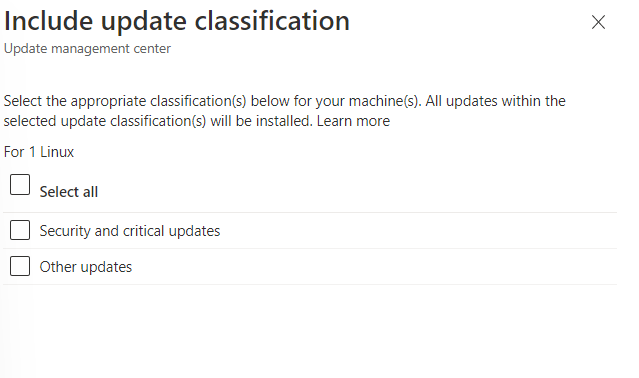 Include update classification
Update management center
Select the appropriate classification(s) below for your machine(s). All updates within the
selected update classification(s) will be installed. Learn more
For 1 Linux
Select all
Security and critical updates
Other updates